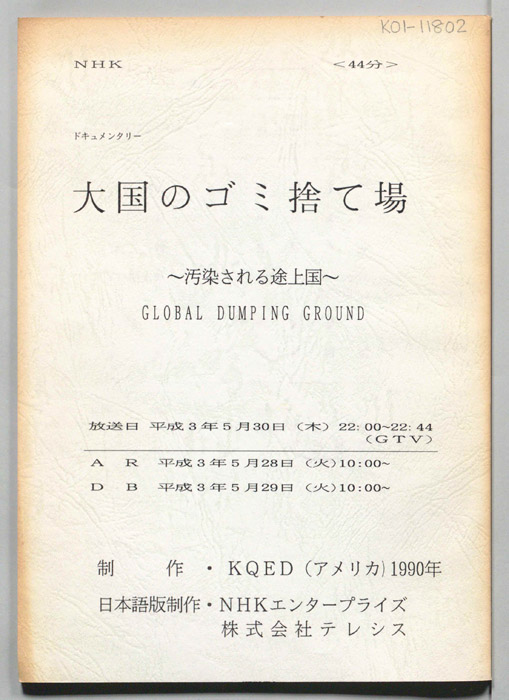 K01-11802
NHK <44分>
ドキュメンタリー
大国のゴミ捨て場
～汚染される途上国～
GLOBAL DUMPING GROUND
放送日 平成3年5月30日（木）22:00~22:44
（GTV）
A R 平成3年5月28日（火）10:00~
D B 平成3年5月29日（火）10:00~
制 作・KQED（アメリカ）1990年
日本語版制作・NHKエンタープライズ
株式会社テレシス